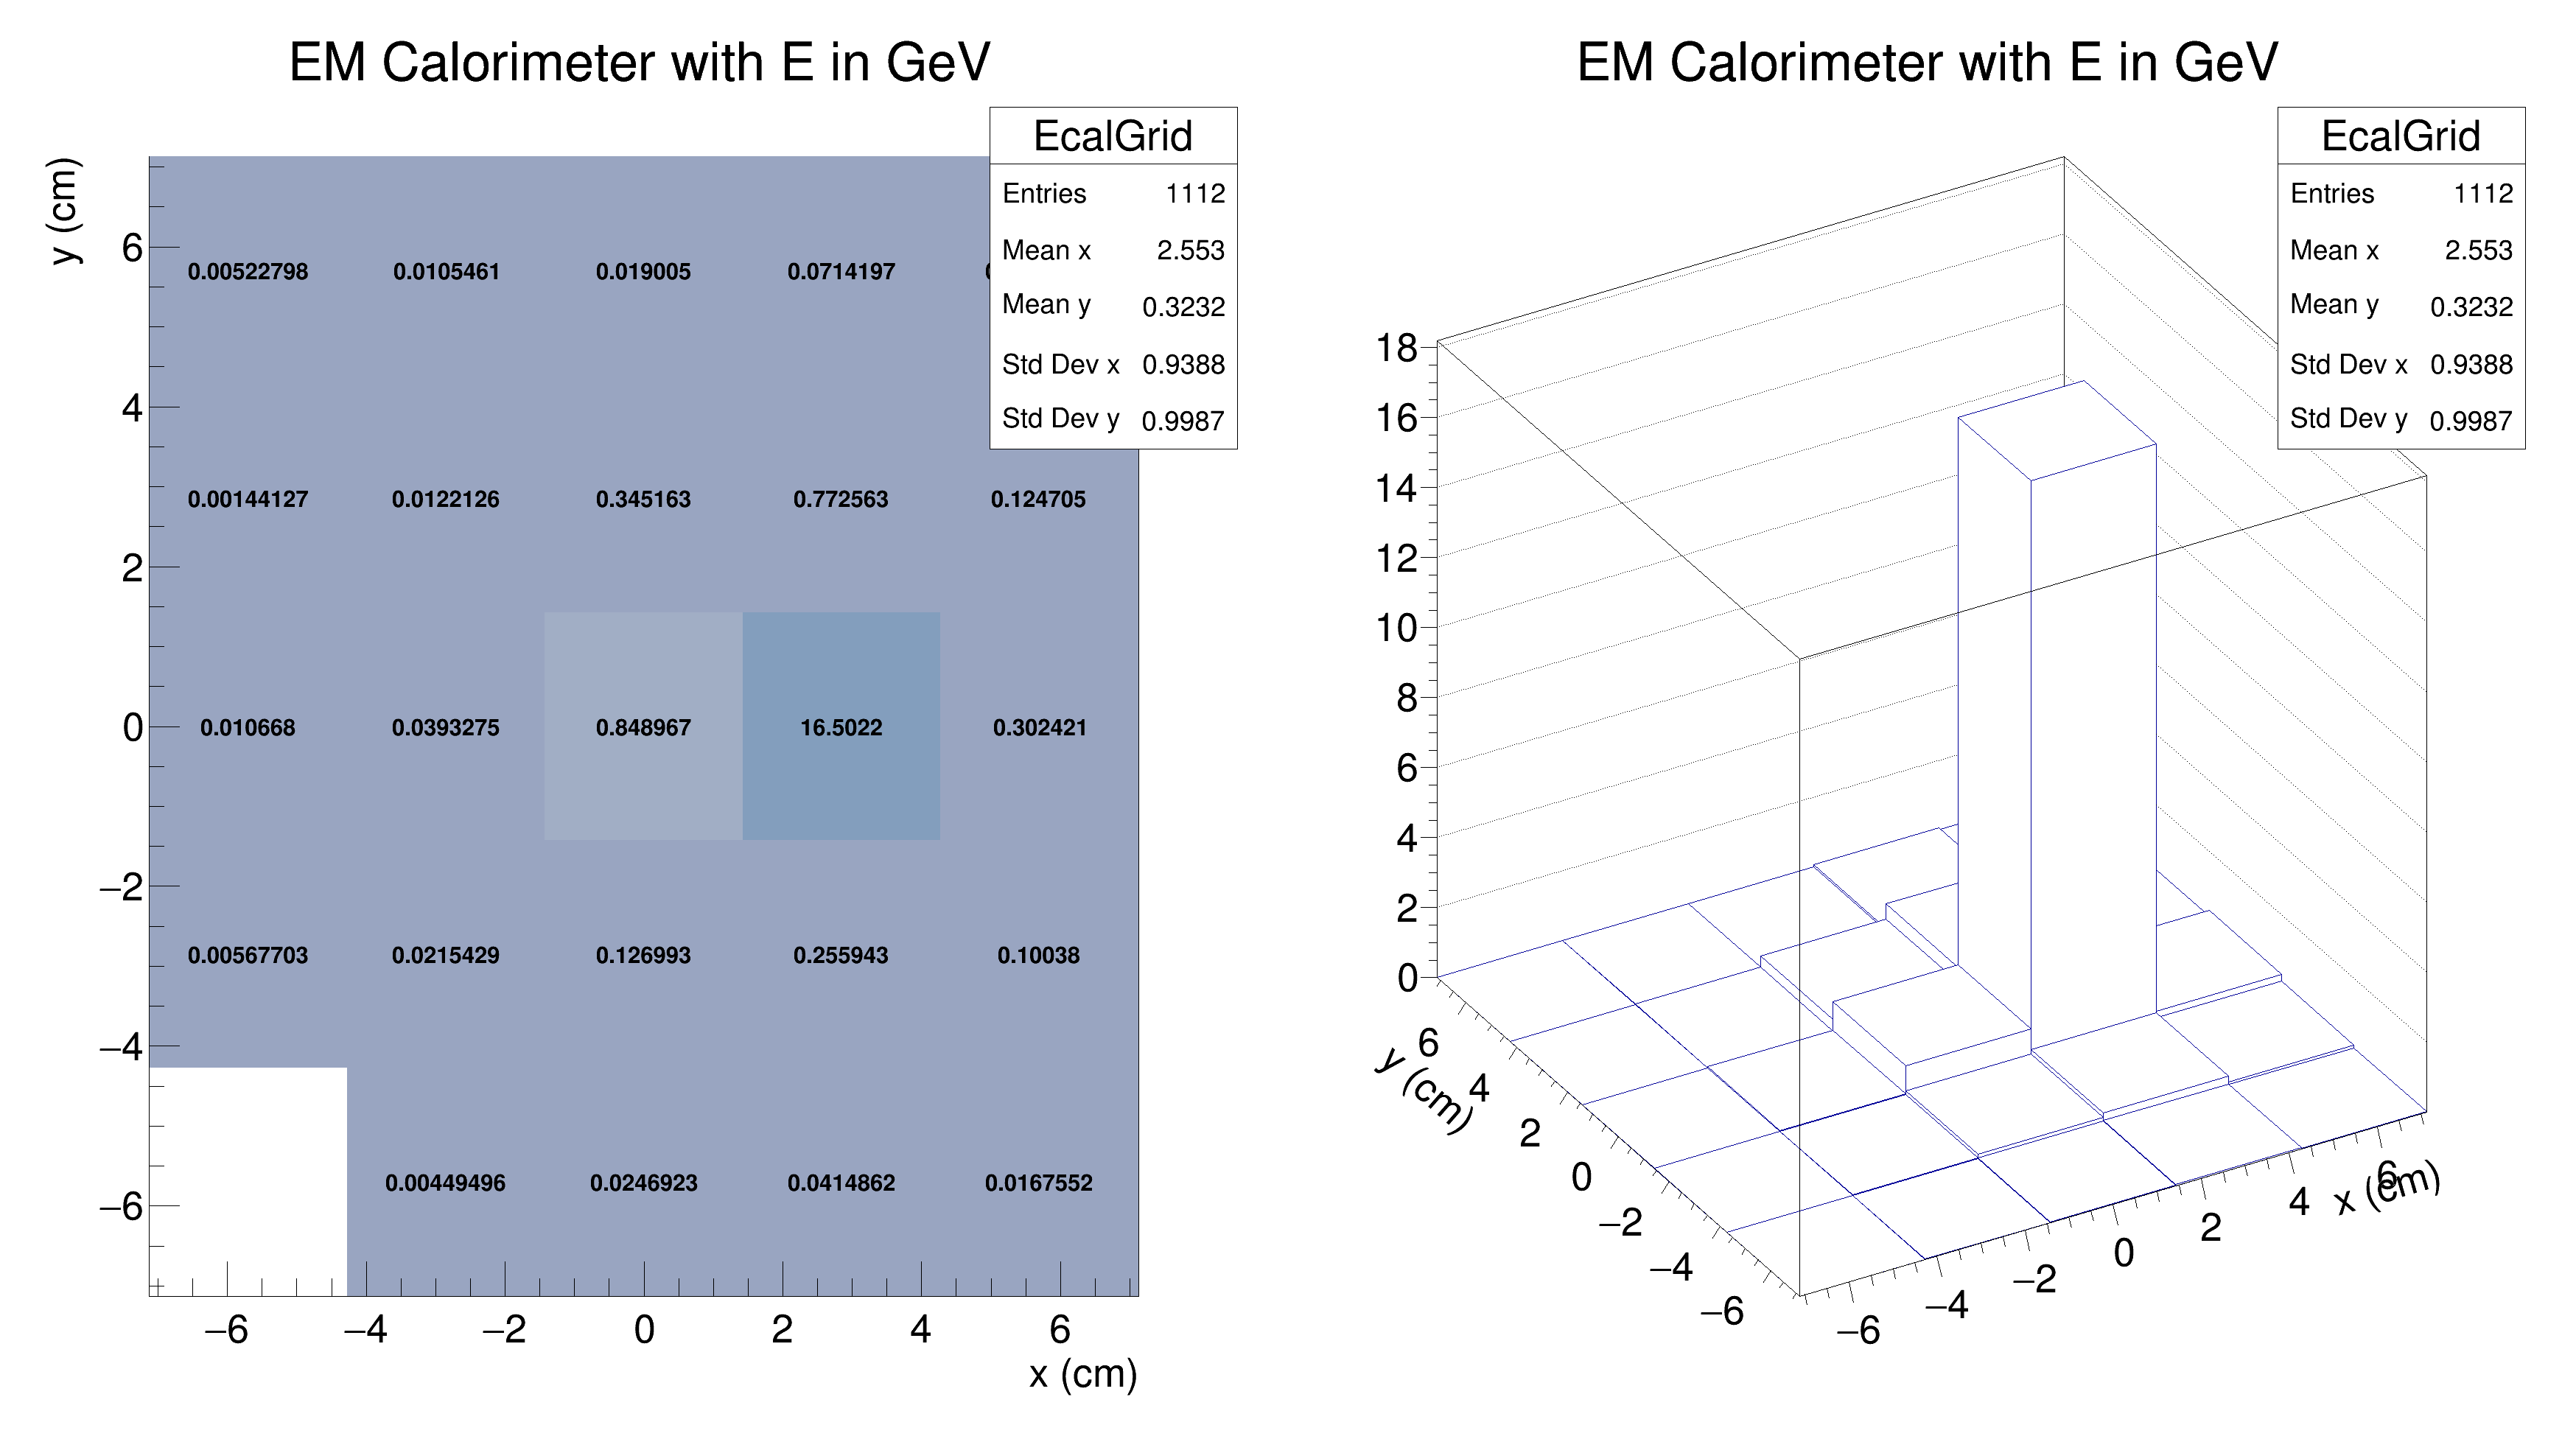 EM Calorimeter with E in GeV
EcalGrid
Entries 1112
Mean x 2.553
Mean y 0.3232
Std Dev x 0.9388
Std Dev y 0.9987
y (cm)
6
4
2
0
−2
−4
−6
0.00522798 0.0105461 0.019005 0.0714197
0.00144127 0.0122126 0.345163 0.772563 0.124705
0.010668 0.0393275 0.848967 16.5022 0.302421
0.00567703 0.0215429 0.126993 0.255943 0.10038
0.00449496 0.0246923 0.0414862 0.0167552
−6 −4 −2 0 2 4 6
x (cm)
EM Calorimeter with E in GeV
EcalGrid
Entries 1112
Mean x 2.553
Mean y 0.3232
Std Dev x 0.9388
Std Dev y 0.9987
18
16
14
12
10
8
6
4
2
0
6
4
2
0
−2
−4
−6
y (cm)
−6 −4 −2 0 2 4 6
x (cm)